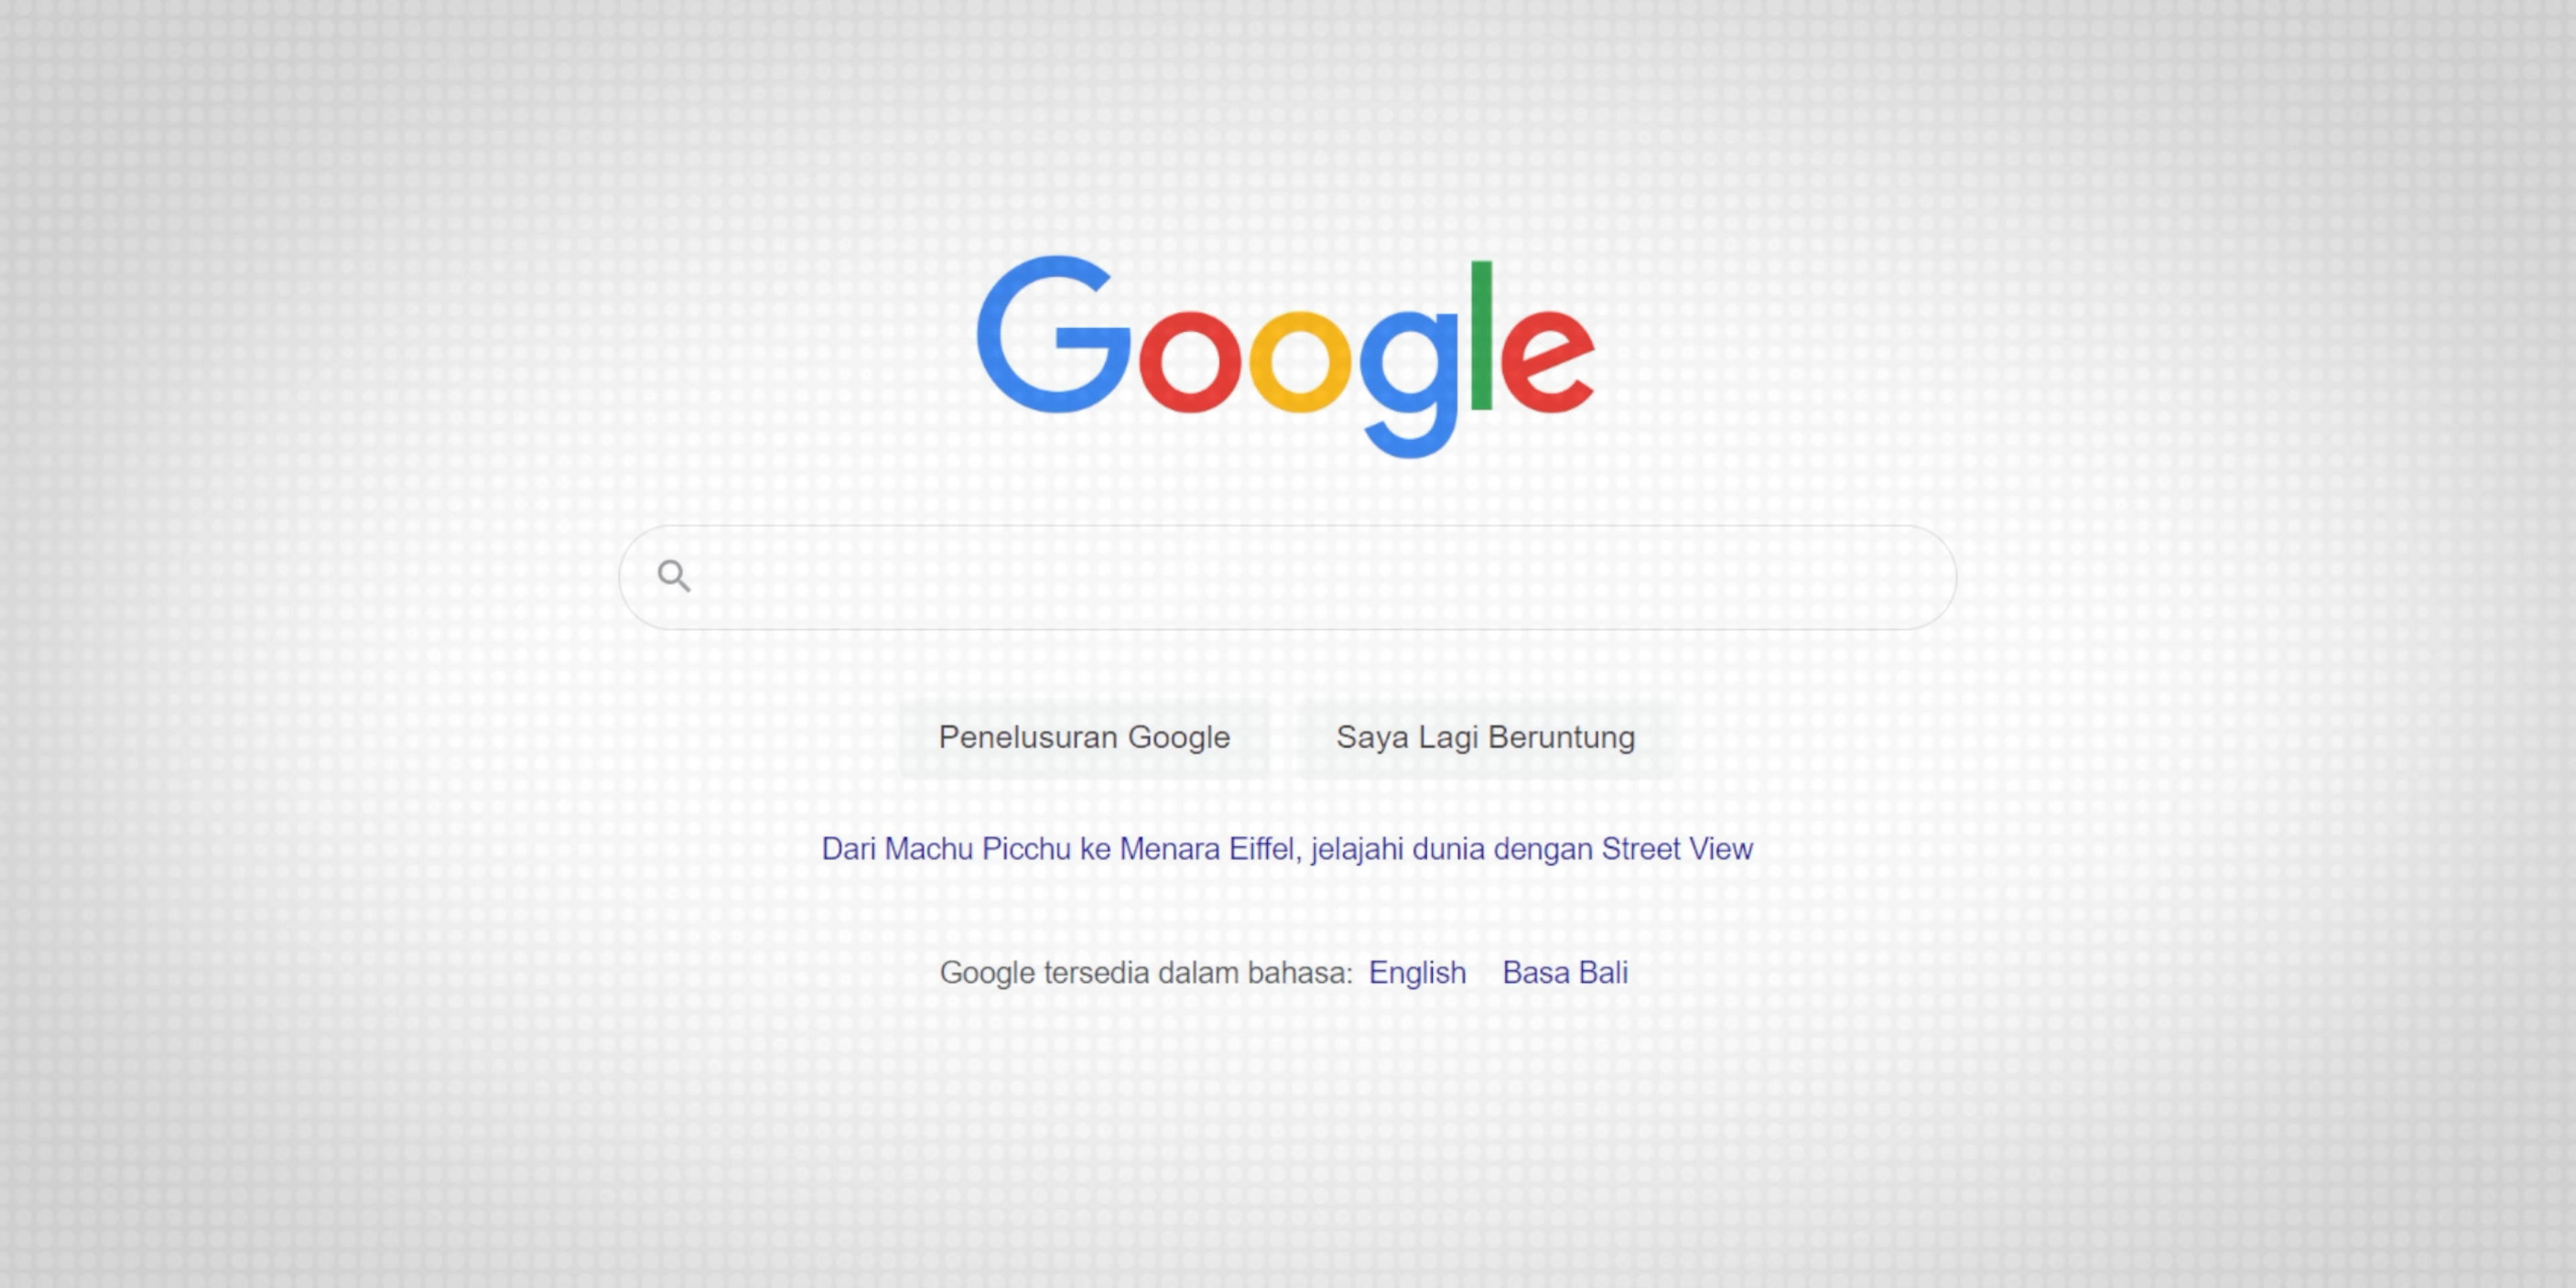 Google
Penelusuran Google
Saya Lagi Beruntung
Dari Machu Picchu ke Menara Eiffel, jelajahi dunia dengan Street View
Google tersedia dalam bahasa: English Basa Bali